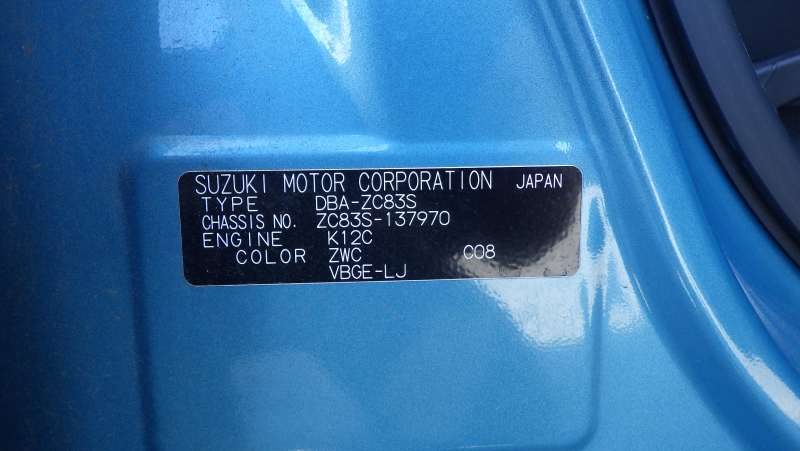 SUZUKI MOTOR CORPORATION JAPAN
TYPE DBA-ZC83S
CHASSIS NO. ZC83S-137970
ENGINE K12C
COLOR ZWC C08
VBGE-LJ